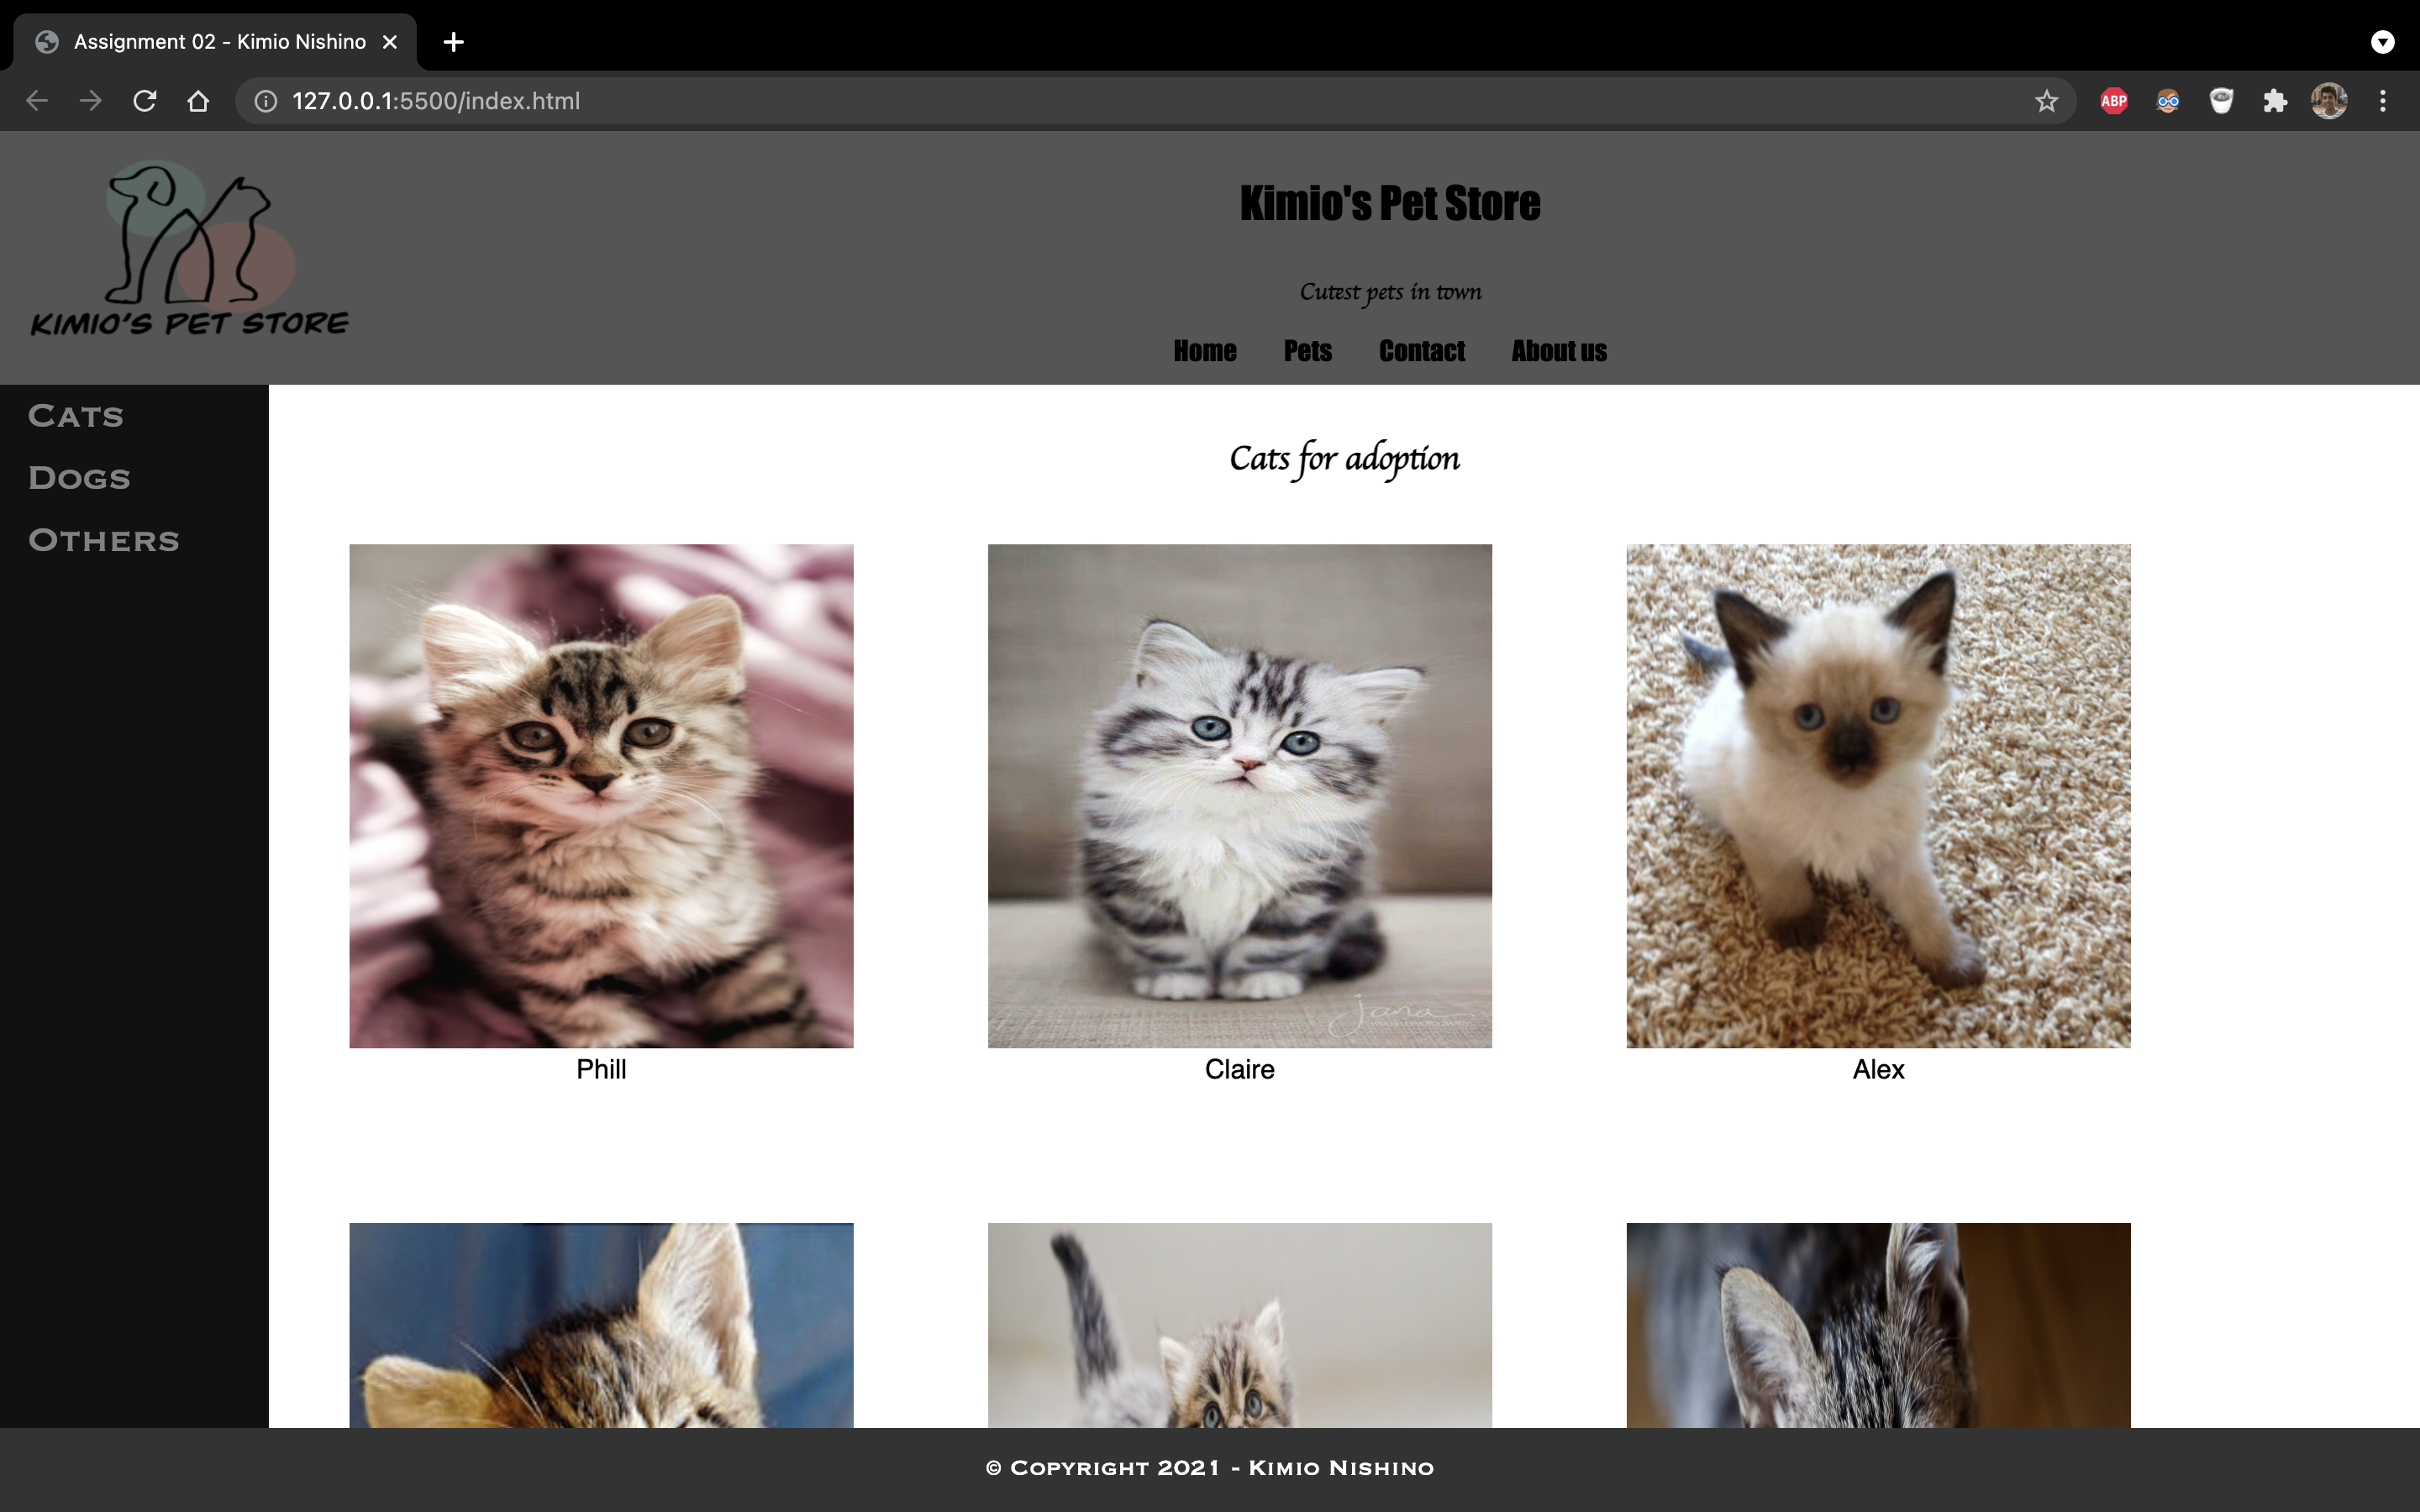 Assignment 02 - Kimio Nishino
127.0.0.1:5500/index.html
ABP
KIMIO'S PET STORE
Kimio's Pet Store
Cutest pets in town
Home Pets Contact About us
Cats
Dogs
Others
Cats for adoption
jana
Phill Claire Alex
© Copyright 2021 - Kimio Nishino